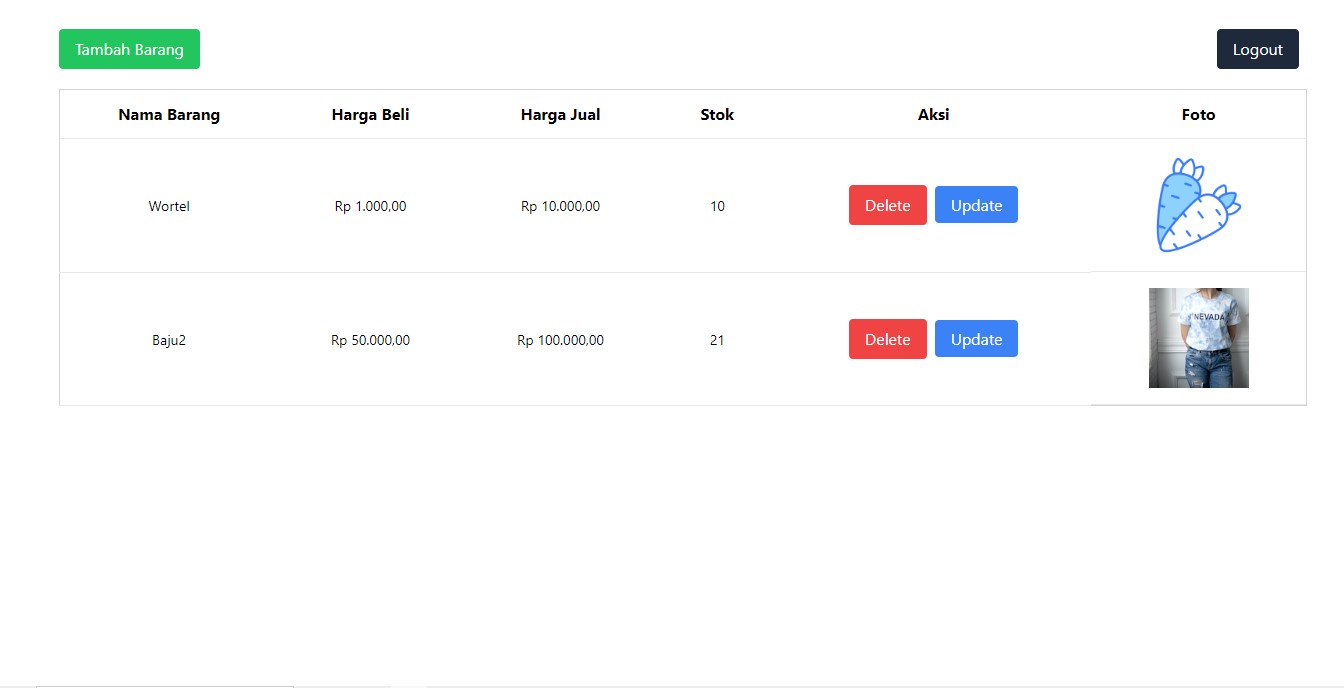 Tambah Barang
Logout
Nama Barang Harga Beli Harga Jual Stok Aksi Foto
Wortel Rp 1.000,00 Rp 10.000,00 10 Delete Update
Baju2 Rp 50.000,00 Rp 100.000,00 21 Delete Update
NEVADA